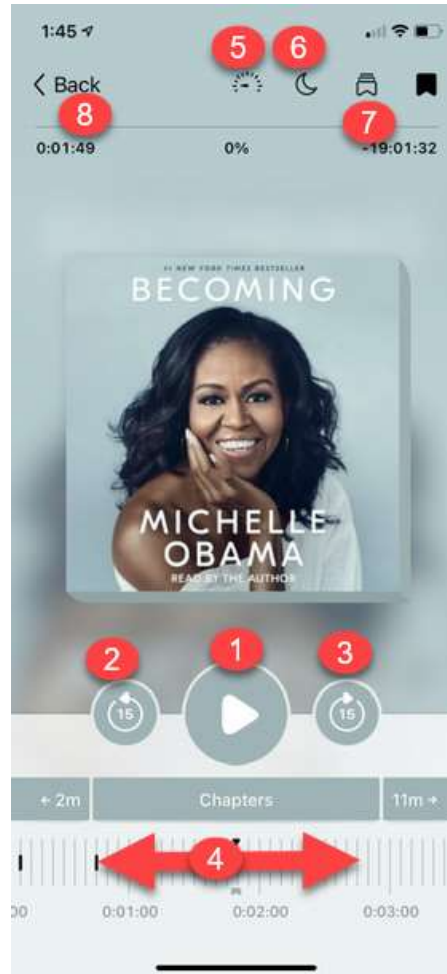 1:45
5
6
Back
8
7
0:01:49 0% -19:01:32
#1 NEW YORK TIMES BESTSELLER
BECOMING
MICHELLE
OBAMA
READ BY THE AUTHOR
2
1
3
15
15
← 2m Chapters 11m →
4
00 0:01:00 0:02:00 0:03:00